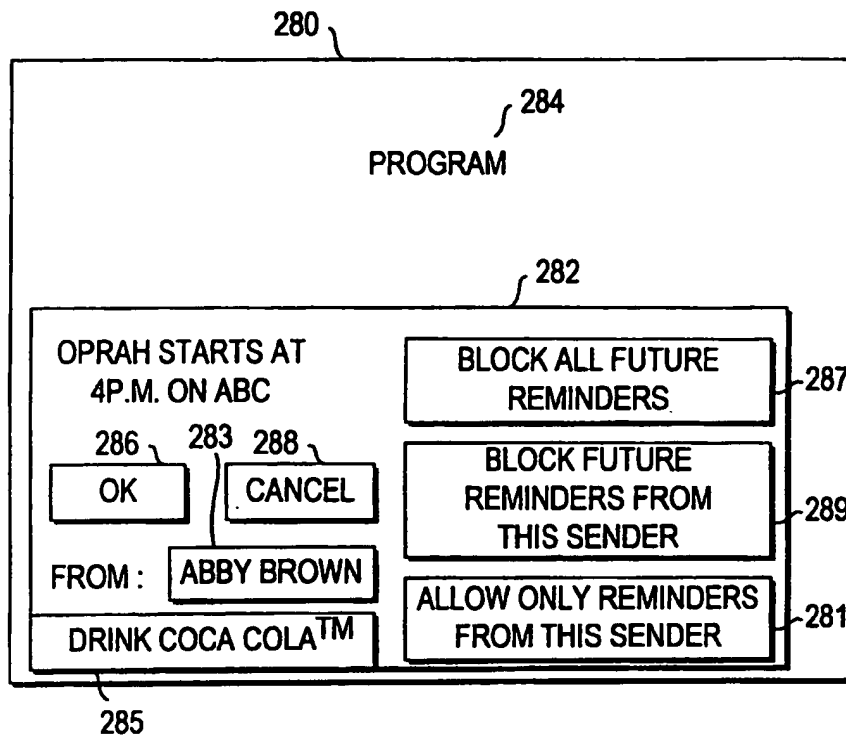 280
284
PROGRAM
282
OPRAH STARTS AT
4P.M. ON ABC
286
283
288
OK
CANCEL
FROM :
ABBY BROWN
DRINK COCA COLA™
285
BLOCK ALL FUTURE
REMINDERS
287
BLOCK FUTURE
REMINDERS FROM
THIS SENDER
289
ALLOW ONLY REMINDERS
FROM THIS SENDER
281